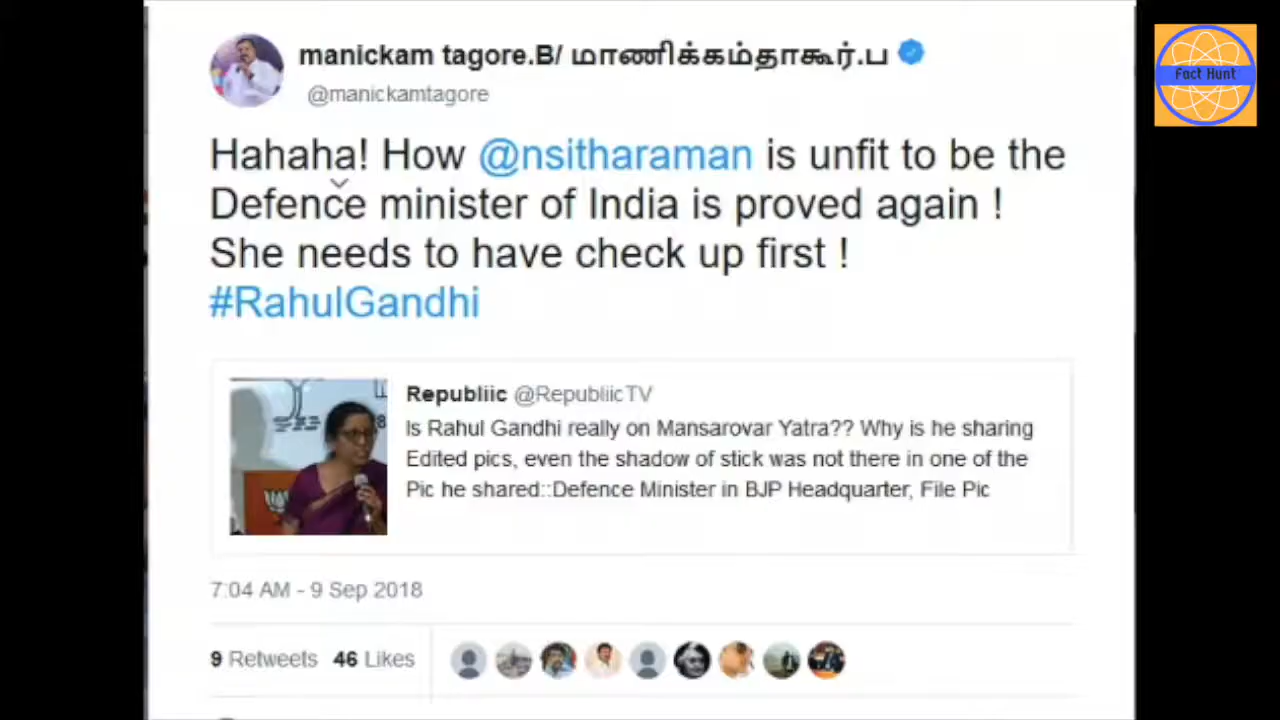 manickam tagore.B/ மாணிக்கம்தாகூர்.ப
@manickamtagore
Fact Hunt
Hahaha! How @nsitharaman is unfit to be the
Defence minister of India is proved again !
She needs to have check up first !
#RahulGandhi
Republiic @RepubliicTV
Is Rahul Gandhi really on Mansarovar Yatra?? Why is he sharing
Edited pics, even the shadow of stick was not there in one of the
Pic he shared::Defence Minister in BJP Headquarter, File Pic
7:04 AM - 9 Sep 2018
9 Retweets 46 Likes